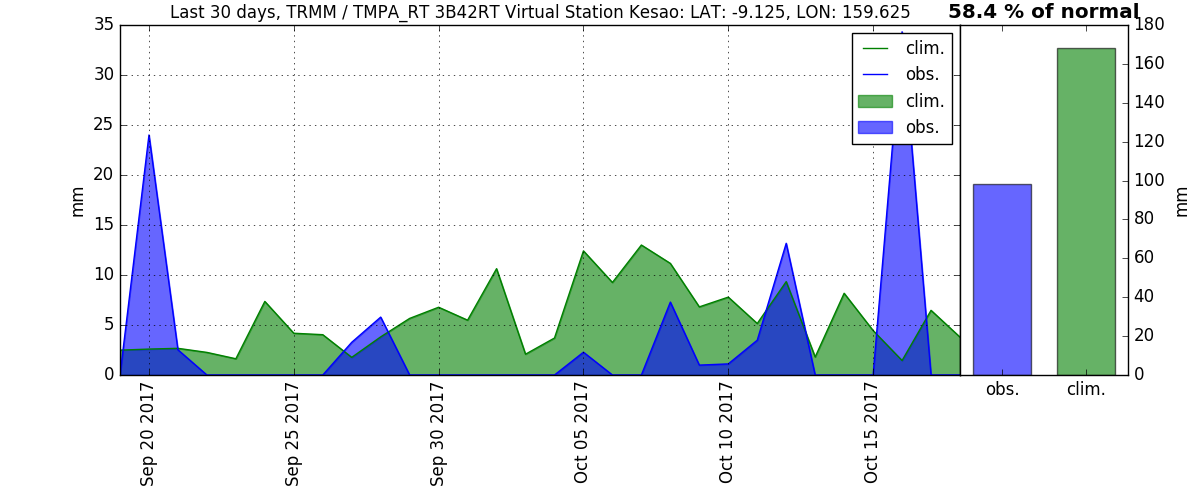 Last 30 days, TRMM / TMPA_RT 3B42RT Virtual Station Kesao: LAT: -9.125, LON: 159.625
58.4 % of normal
35
30
25
20
15
10
5
0
mm
clim.
obs.
clim.
obs.
Sep 20 2017
Sep 25 2017
Sep 30 2017
Oct 05 2017
Oct 10 2017
Oct 15 2017
180
160
140
120
100
80
60
40
20
0
mm
obs.
clim.